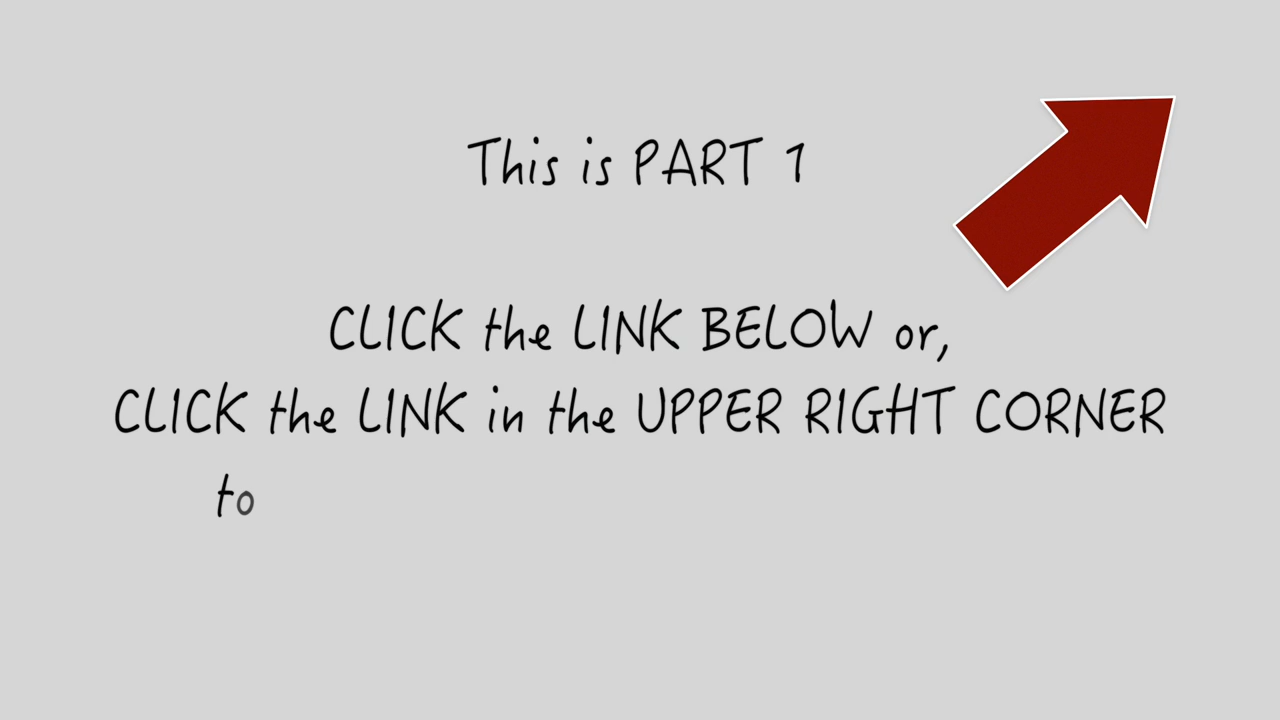 This is PART 1
CLICK the LINK BELOW or,
CLICK the LINK in the UPPER RIGHT CORNER
to